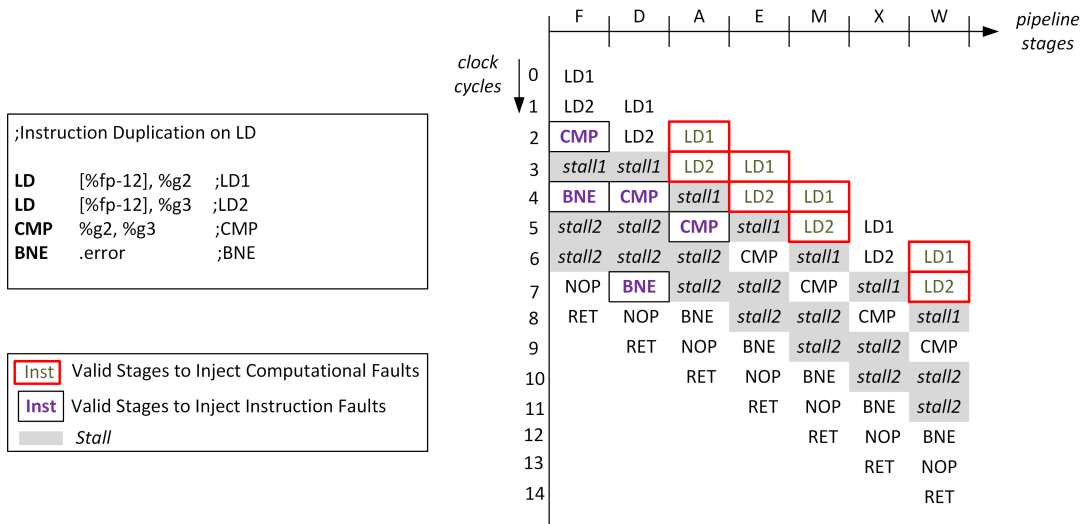 F D A E M X W pipeline
stages
clock
cycles
0 LD1
1 LD2 LD1
2 CMP LD2 LD1
3 stall1 stall1 LD2 LD1
4 BNE CMP stall1 LD2 LD1
5 stall2 stall2 CMP stall1 LD2 LD1
6 stall2 stall2 stall2 CMP stall1 LD2 LD1
7 NOP BNE stall2 stall2 CMP stall1 LD2
8 RET NOP BNE stall2 stall2 CMP stall1
9 RET NOP BNE stall2 stall2 CMP
10 RET NOP BNE stall2 stall2
11 RET NOP BNE stall2
12 RET NOP BNE
13 RET NOP
14 RET
;Instruction Duplication on LD
LD [%fp-12], %g2 ;LD1
LD [%fp-12], %g3 ;LD2
CMP %g2, %g3 ;CMP
BNE .error ;BNE
Inst Valid Stages to Inject Computational Faults
Inst Valid Stages to Inject Instruction Faults
Stall